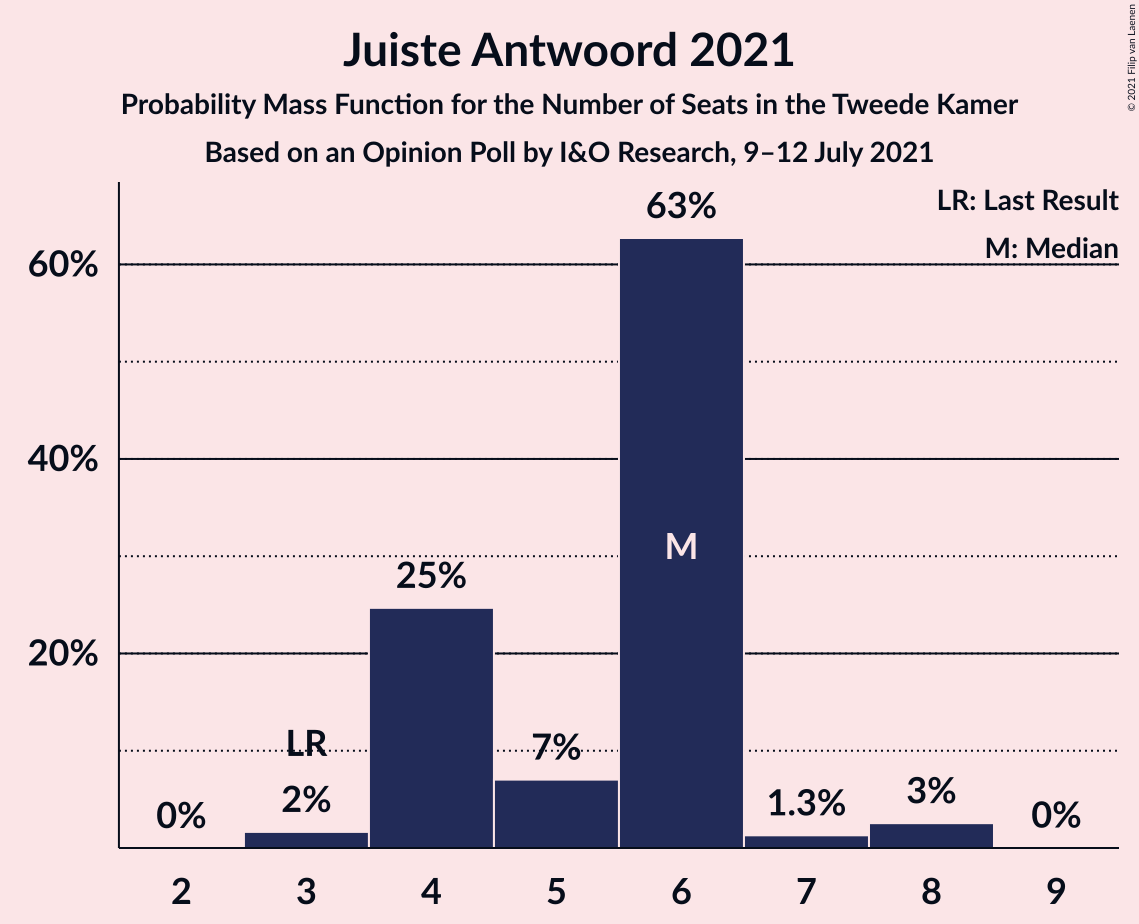 Juiste Antwoord 2021
Probability Mass Function for the Number of Seats in the Tweede Kamer
Based on an Opinion Poll by I&O Research, 9–12 July 2021
© 2021 Filip van Laenen
LR: Last Result
M: Median
60%
40%
20%
0%
LR
2%
25%
7%
63%
M
1.3%
3%
0%
2 3 4 5 6 7 8 9